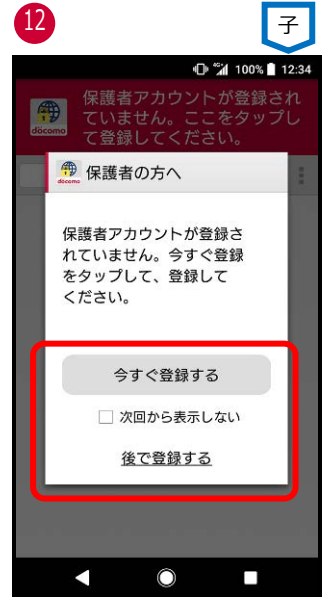 12
子
4G+ 100% 12:34
保護者アカウントが登録され
ていません。ここをタップし
て登録してください。
döcomo
döcomo
保護者の方へ
保護者アカウントが登録さ
れていません。今すぐ登録
をタップして、登録して
ください。
今すぐ登録する
次回から表示しない
後で登録する